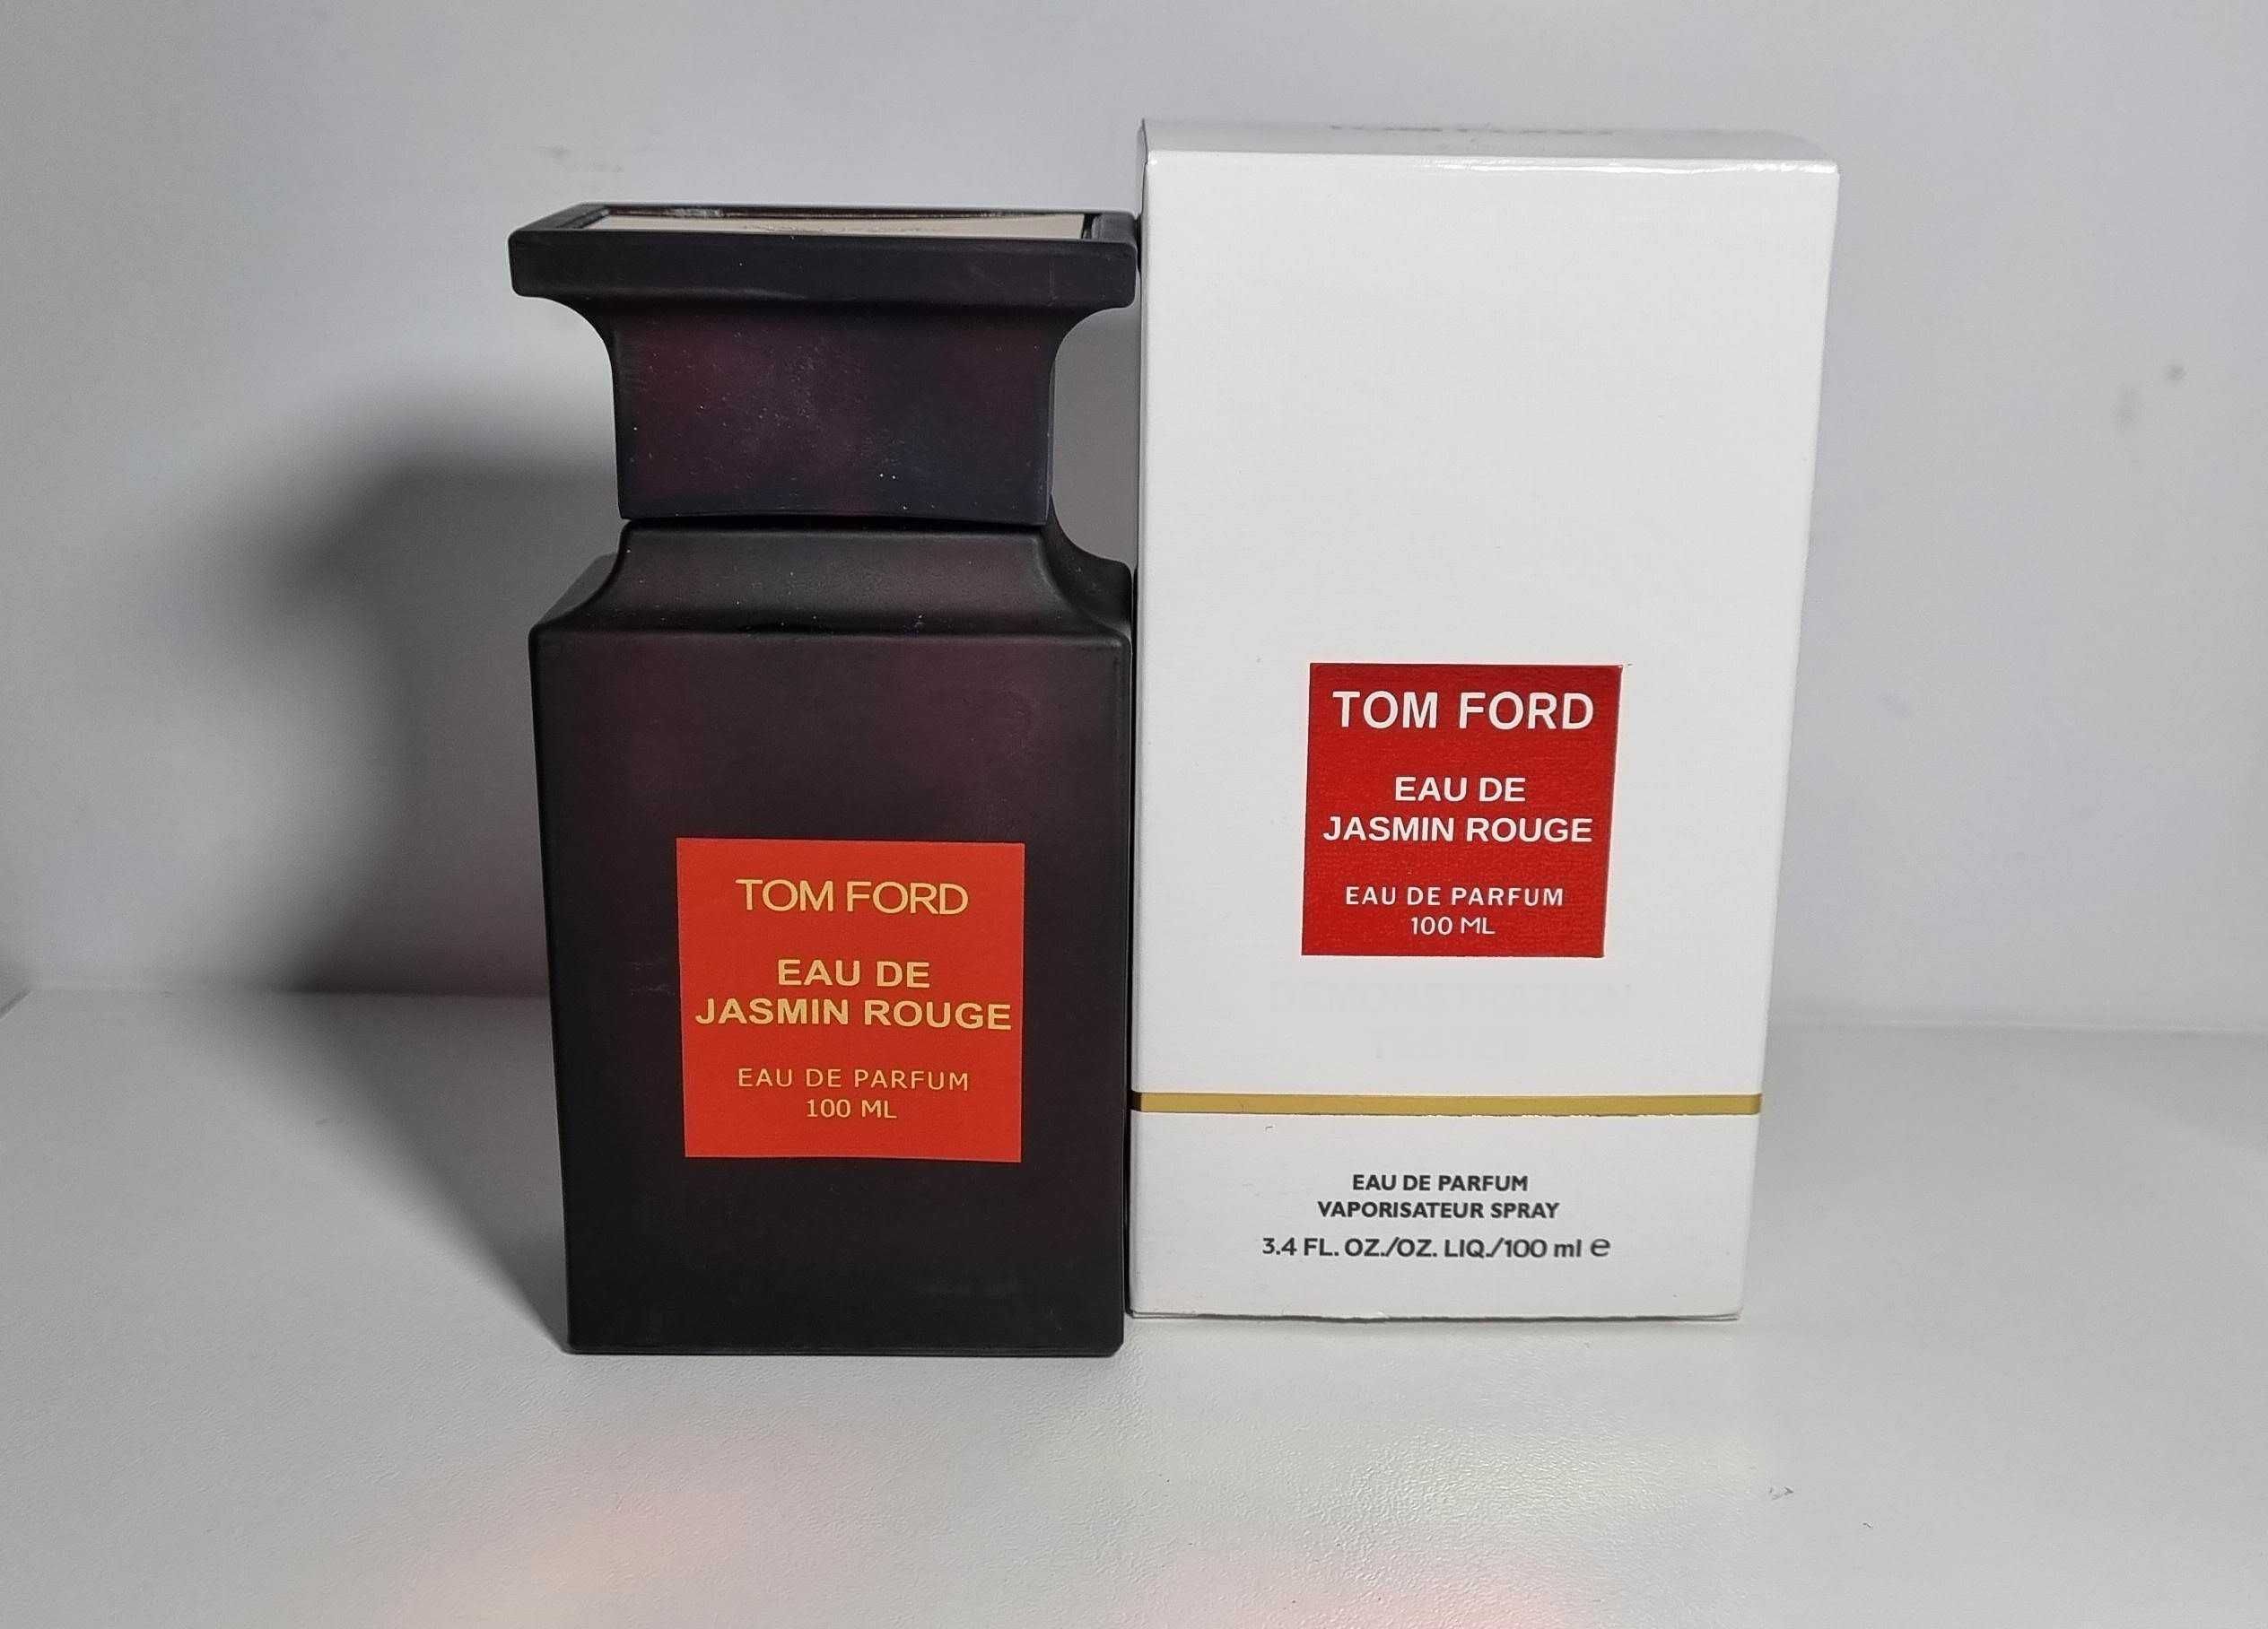 TOM FORD
EAU DE
JASMIN ROUGE
EAU DE PARFUM
100 ML
TOM FORD
EAU DE
JASMIN ROUGE
EAU DE PARFUM
100 ML
EAU DE PARFUM
VAPORISATEUR SPRAY
3.4 FL. OZ./OZ. LIQ./100 ml e